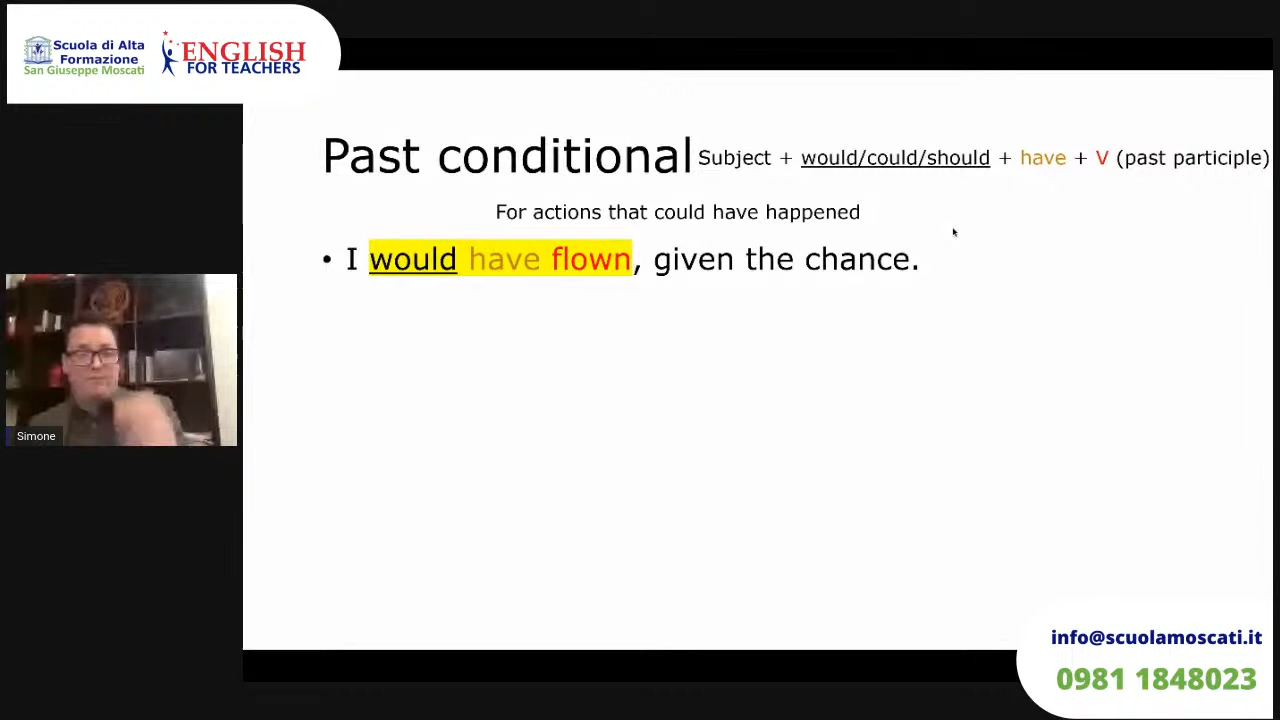 Scuola di Alta
Formazione
San Giuseppe Moscati
ENGLISH
FOR TEACHERS
Past conditional Subject + would/could/should + have + V (past participle)
For actions that could have happened
• I would have flown, given the chance.
Simone
info@scuolamoscati.it
0981 1848023